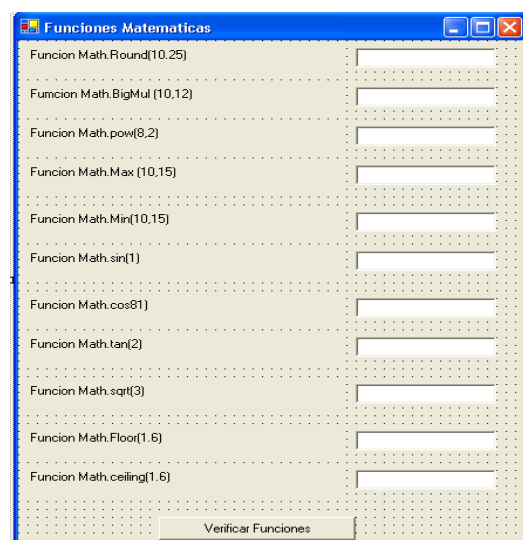 Funciones Matematicas
Funcion Math.Round(10.25)
Fumcion Math.BigMul (10,12)
Funcion Math.pow(8,2)
Funcion Math.Max (10,15)
Funcion Math.Min(10,15)
Funcion Math.sin(1)
Funcion Math.cos81)
Funcion Math.tan(2)
Funcion Math.sqrt(3)
Funcion Math.Floor(1.6)
Funcion Math.ceiling(1.6)
Verificar Funciones